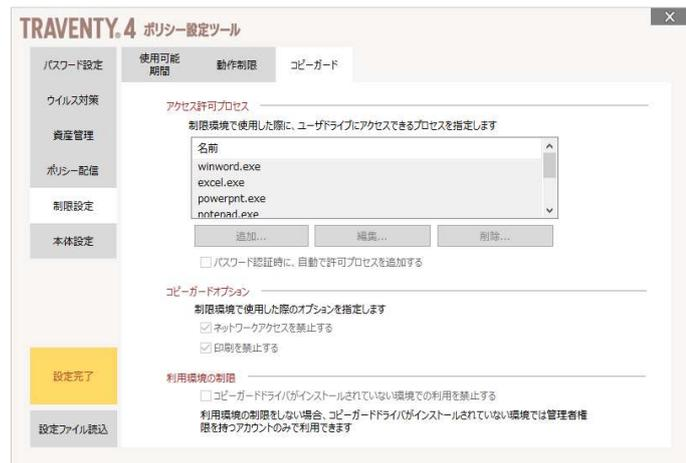 TRAVENTY® 4 ポリシー設定ツール
パスワード設定
ウイルス対策
資産管理
ポリシー配信
制限設定
本体設定
設定完了
設定ファイル読込
使用可能
期間
動作制限
コピーガード
アクセス許可プロセス
制限環境で使用した際に、ユーザドライブにアクセスできるプロセスを指定します
名前
winword.exe
excel.exe
powerpnt.exe
notepad.exe
追加...
編集...
削除...
パスワード認証時に、自動で許可プロセスを追加する
コピーガードオプション
制限環境で使用した際のオプションを指定します
ネットワークアクセスを禁止する
印刷を禁止する
利用環境の制限
コピーガードドライバがインストールされていない環境での利用を禁止する
利用環境の制限をしない場合、コピーガードドライバがインストールされていない環境では管理者権
限を持つアカウントのみで利用できます